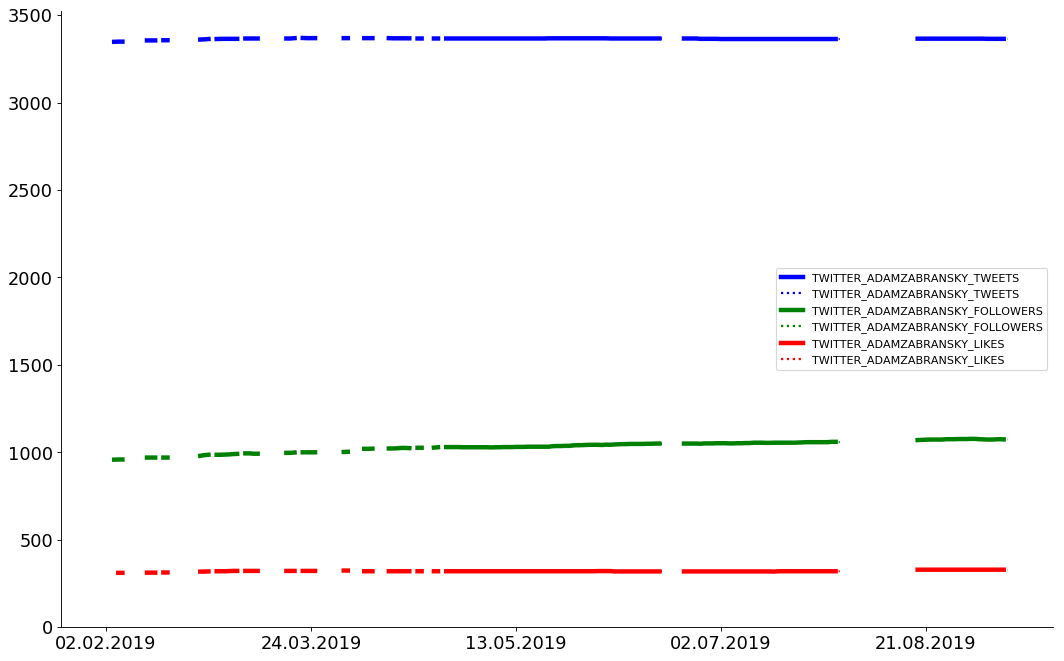 3500
3000
2500
2000
1500
1000
500
0
TWITTER_ADAMZABRANSKY_TWEETS
TWITTER_ADAMZABRANSKY_TWEETS
TWITTER_ADAMZABRANSKY_FOLLOWERS
TWITTER_ADAMZABRANSKY_FOLLOWERS
TWITTER_ADAMZABRANSKY_LIKES
TWITTER_ADAMZABRANSKY_LIKES
02.02.2019 24.03.2019 13.05.2019 02.07.2019 21.08.2019